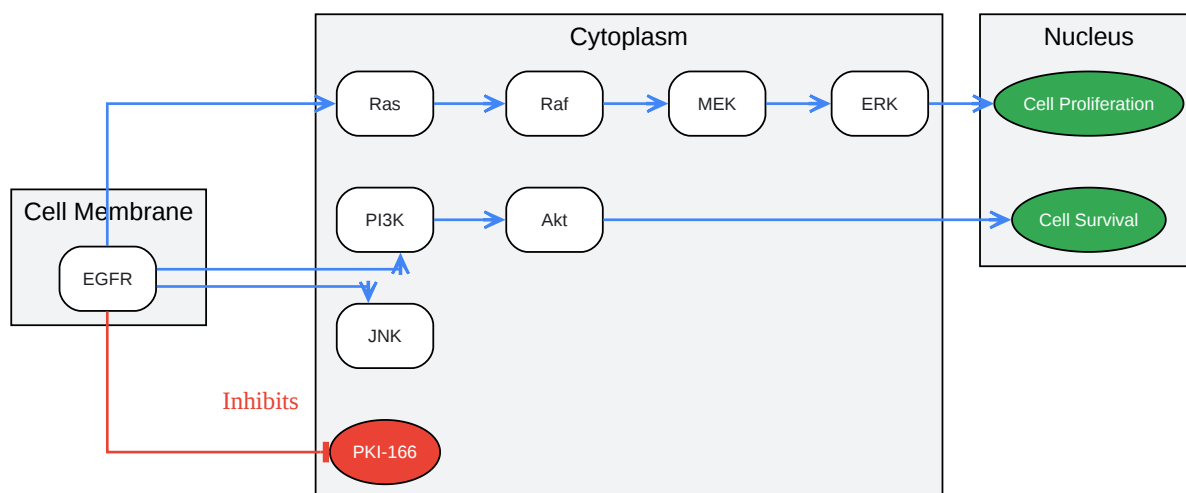 Cytoplasm
Nucleus
Ras
Raf
MEK
ERK
Cell Proliferation
Cell Membrane
PI3K
Akt
Cell Survival
EGFR
JNK
Inhibits
PKI-166